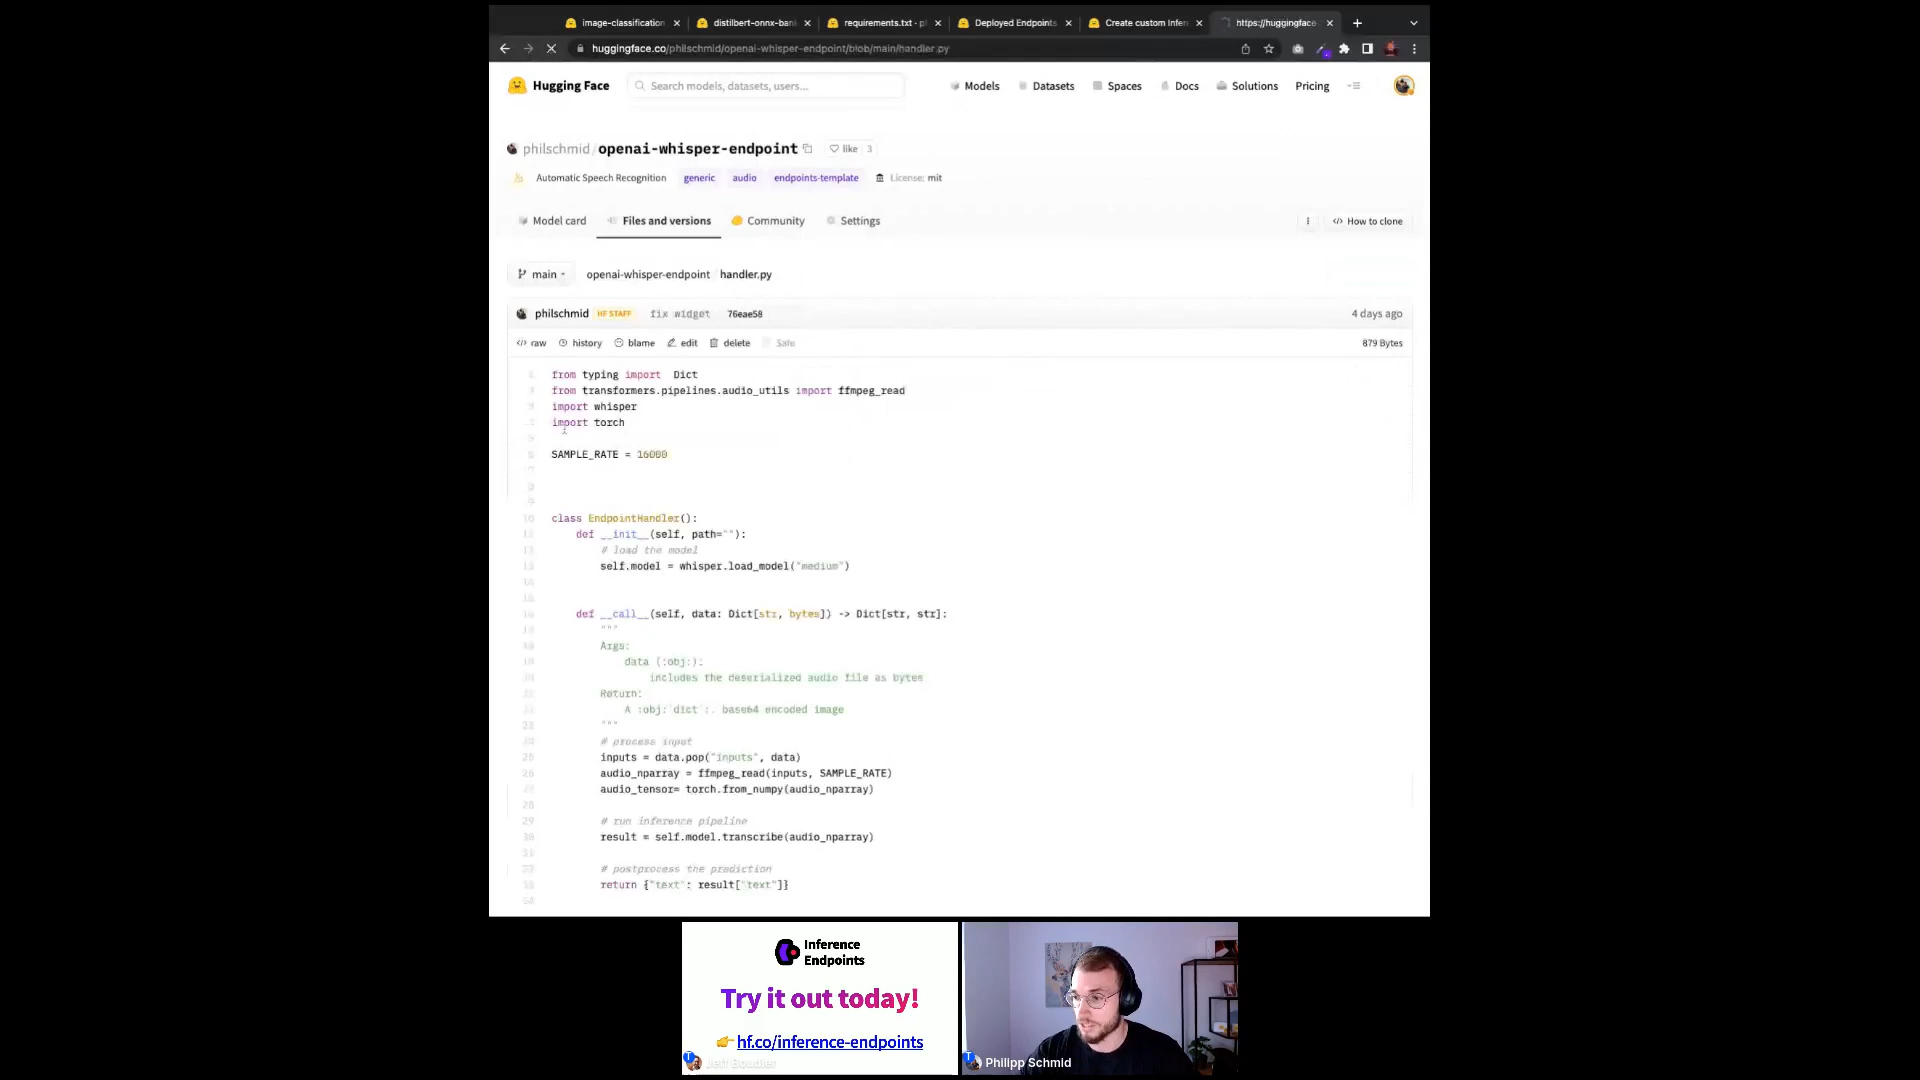 image-classification
distilbert-onnx-ban
requirements.txt - p
Deployed Endpoints
Create custom Infer
https://huggingface
huggingface.co/philschmid/openai-whisper-endpoint/blob/main/handler.py
Hugging Face
Search models, datasets, users...
Models
Datasets
Spaces
Docs
Solutions
Pricing
philschmid/openai-whisper-endpoint
like 3
Automatic Speech Recognition
generic
audio
endpoints-template
License: mit
Model card
Files and versions
Community
Settings
</> How to clone
main
openai-whisper-endpoint
handler.py
philschmid
HF STAFF
fix widget
76eae58
4 days ago
</> raw
history
blame
edit
delete
Safe
879 Bytes
from typing import Dict
from transformers.pipelines.audio_utils import ffmpeg_read
import whisper
import torch
SAMPLE_RATE = 16000
class EndpointHandler():
def __init__(self, path=""):
# load the model
self.model = whisper.load_model("medium")
def __call__(self, data: Dict[str, bytes]) -> Dict[str, str]:
"""
Args:
data (:obj:):
includes the deserialized audio file as bytes
Return:
A :obj:`dict`:. base64 encoded image
"""
# process input
inputs = data.pop("inputs", data)
audio_nparray = ffmpeg_read(inputs, SAMPLE_RATE)
audio_tensor= torch.from_numpy(audio_nparray)
# run inference pipeline
result = self.model.transcribe(audio_nparray)
# postprocess the prediction
return {"text": result["text"]}
Inference
Endpoints
Try it out today!
👉 hf.co/inference-endpoints
Jeff Boudier
Philipp Schmid